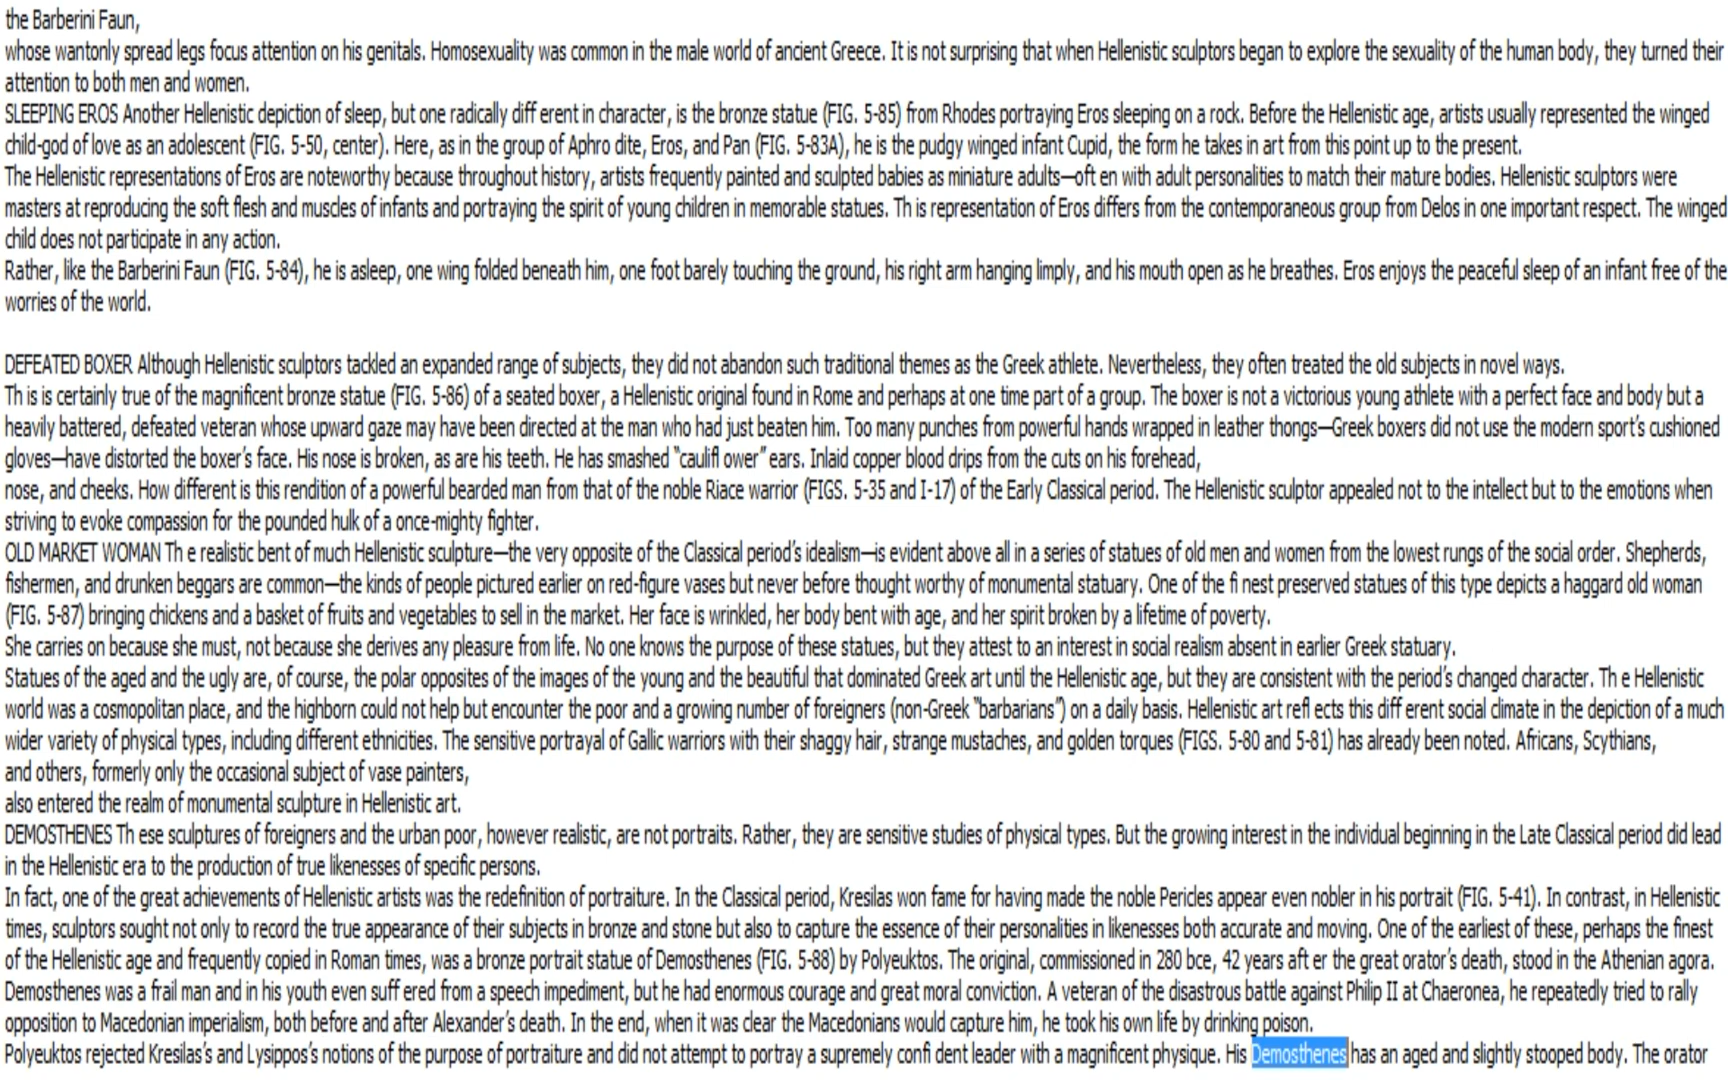 the Barberini Faun,
whose wantonly spread legs focus attention on his genitals. Homosexuality was common in the male world of ancient Greece. It is not surprising that when Hellenistic sculptors began to explore the sexuality of the human body, they turned their
attention to both men and women.
SLEEPING EROS Another Hellenistic depiction of sleep, but one radically diff erent in character, is the bronze statue (FIG. 5-85) from Rhodes portraying Eros sleeping on a rock. Before the Hellenistic age, artists usually represented the winged
child-god of love as an adolescent (FIG. 5-50, center). Here, as in the group of Aphro dite, Eros, and Pan (FIG. 5-83A), he is the pudgy winged infant Cupid, the form he takes in art from this point up to the present.
The Hellenistic representations of Eros are noteworthy because throughout history, artists frequently painted and sculpted babies as miniature adults—oft en with adult personalities to match their mature bodies. Hellenistic sculptors were
masters at reproducing the soft flesh and muscles of infants and portraying the spirit of young children in memorable statues. Th is representation of Eros differs from the contemporaneous group from Delos in one important respect. The winged
child does not participate in any action.
Rather, like the Barberini Faun (FIG. 5-84), he is asleep, one wing folded beneath him, one foot barely touching the ground, his right arm hanging limply, and his mouth open as he breathes. Eros enjoys the peaceful sleep of an infant free of the
worries of the world.
DEFEATED BOXER Although Hellenistic sculptors tackled an expanded range of subjects, they did not abandon such traditional themes as the Greek athlete. Nevertheless, they often treated the old subjects in novel ways.
Th is is certainly true of the magnificent bronze statue (FIG. 5-86) of a seated boxer, a Hellenistic original found in Rome and perhaps at one time part of a group. The boxer is not a victorious young athlete with a perfect face and body but a
heavily battered, defeated veteran whose upward gaze may have been directed at the man who had just beaten him. Too many punches from powerful hands wrapped in leather thongs—Greek boxers did not use the modern sport's cushioned
gloves—have distorted the boxer's face. His nose is broken, as are his teeth. He has smashed "caulifl ower" ears. Inlaid copper blood drips from the cuts on his forehead,
nose, and cheeks. How different is this rendition of a powerful bearded man from that of the noble Riace warrior (FIGS. 5-35 and I-17) of the Early Classical period. The Hellenistic sculptor appealed not to the intellect but to the emotions when
striving to evoke compassion for the pounded hulk of a once-mighty fighter.
OLD MARKET WOMAN Th e realistic bent of much Hellenistic sculpture—the very opposite of the Classical period's idealism—is evident above all in a series of statues of old men and women from the lowest rungs of the social order. Shepherds,
fishermen, and drunken beggars are common—the kinds of people pictured earlier on red-figure vases but never before thought worthy of monumental statuary. One of the fi nest preserved statues of this type depicts a haggard old woman
(FIG. 5-87) bringing chickens and a basket of fruits and vegetables to sell in the market. Her face is wrinkled, her body bent with age, and her spirit broken by a lifetime of poverty.
She carries on because she must, not because she derives any pleasure from life. No one knows the purpose of these statues, but they attest to an interest in social realism absent in earlier Greek statuary.
Statues of the aged and the ugly are, of course, the polar opposites of the images of the young and the beautiful that dominated Greek art until the Hellenistic age, but they are consistent with the period's changed character. Th e Hellenistic
world was a cosmopolitan place, and the highborn could not help but encounter the poor and a growing number of foreigners (non-Greek "barbarians") on a daily basis. Hellenistic art refl ects this diff erent social climate in the depiction of a much
wider variety of physical types, including different ethnicities. The sensitive portrayal of Gallic warriors with their shaggy hair, strange mustaches, and golden torques (FIGS. 5-80 and 5-81) has already been noted. Africans, Scythians,
and others, formerly only the occasional subject of vase painters,
also entered the realm of monumental sculpture in Hellenistic art.
DEMOSTHENES Th ese sculptures of foreigners and the urban poor, however realistic, are not portraits. Rather, they are sensitive studies of physical types. But the growing interest in the individual beginning in the Late Classical period did lead
in the Hellenistic era to the production of true likenesses of specific persons.
In fact, one of the great achievements of Hellenistic artists was the redefinition of portraiture. In the Classical period, Kresilas won fame for having made the noble Pericles appear even nobler in his portrait (FIG. 5-41). In contrast, in Hellenistic
times, sculptors sought not only to record the true appearance of their subjects in bronze and stone but also to capture the essence of their personalities in likenesses both accurate and moving. One of the earliest of these, perhaps the finest
of the Hellenistic age and frequently copied in Roman times, was a bronze portrait statue of Demosthenes (FIG. 5-88) by Polyeuktos. The original, commissioned in 280 bce, 42 years aft er the great orator's death, stood in the Athenian agora.
Demosthenes was a frail man and in his youth even suff ered from a speech impediment, but he had enormous courage and great moral conviction. A veteran of the disastrous battle against Philip II at Chaeronea, he repeatedly tried to rally
opposition to Macedonian imperialism, both before and after Alexander's death. In the end, when it was clear the Macedonians would capture him, he took his own life by drinking poison.
Polyeuktos rejected Kresilas's and Lysippos's notions of the purpose of portraiture and did not attempt to portray a supremely confi dent leader with a magnificent physique. His Demosthenes has an aged and slightly stooped body. The orator